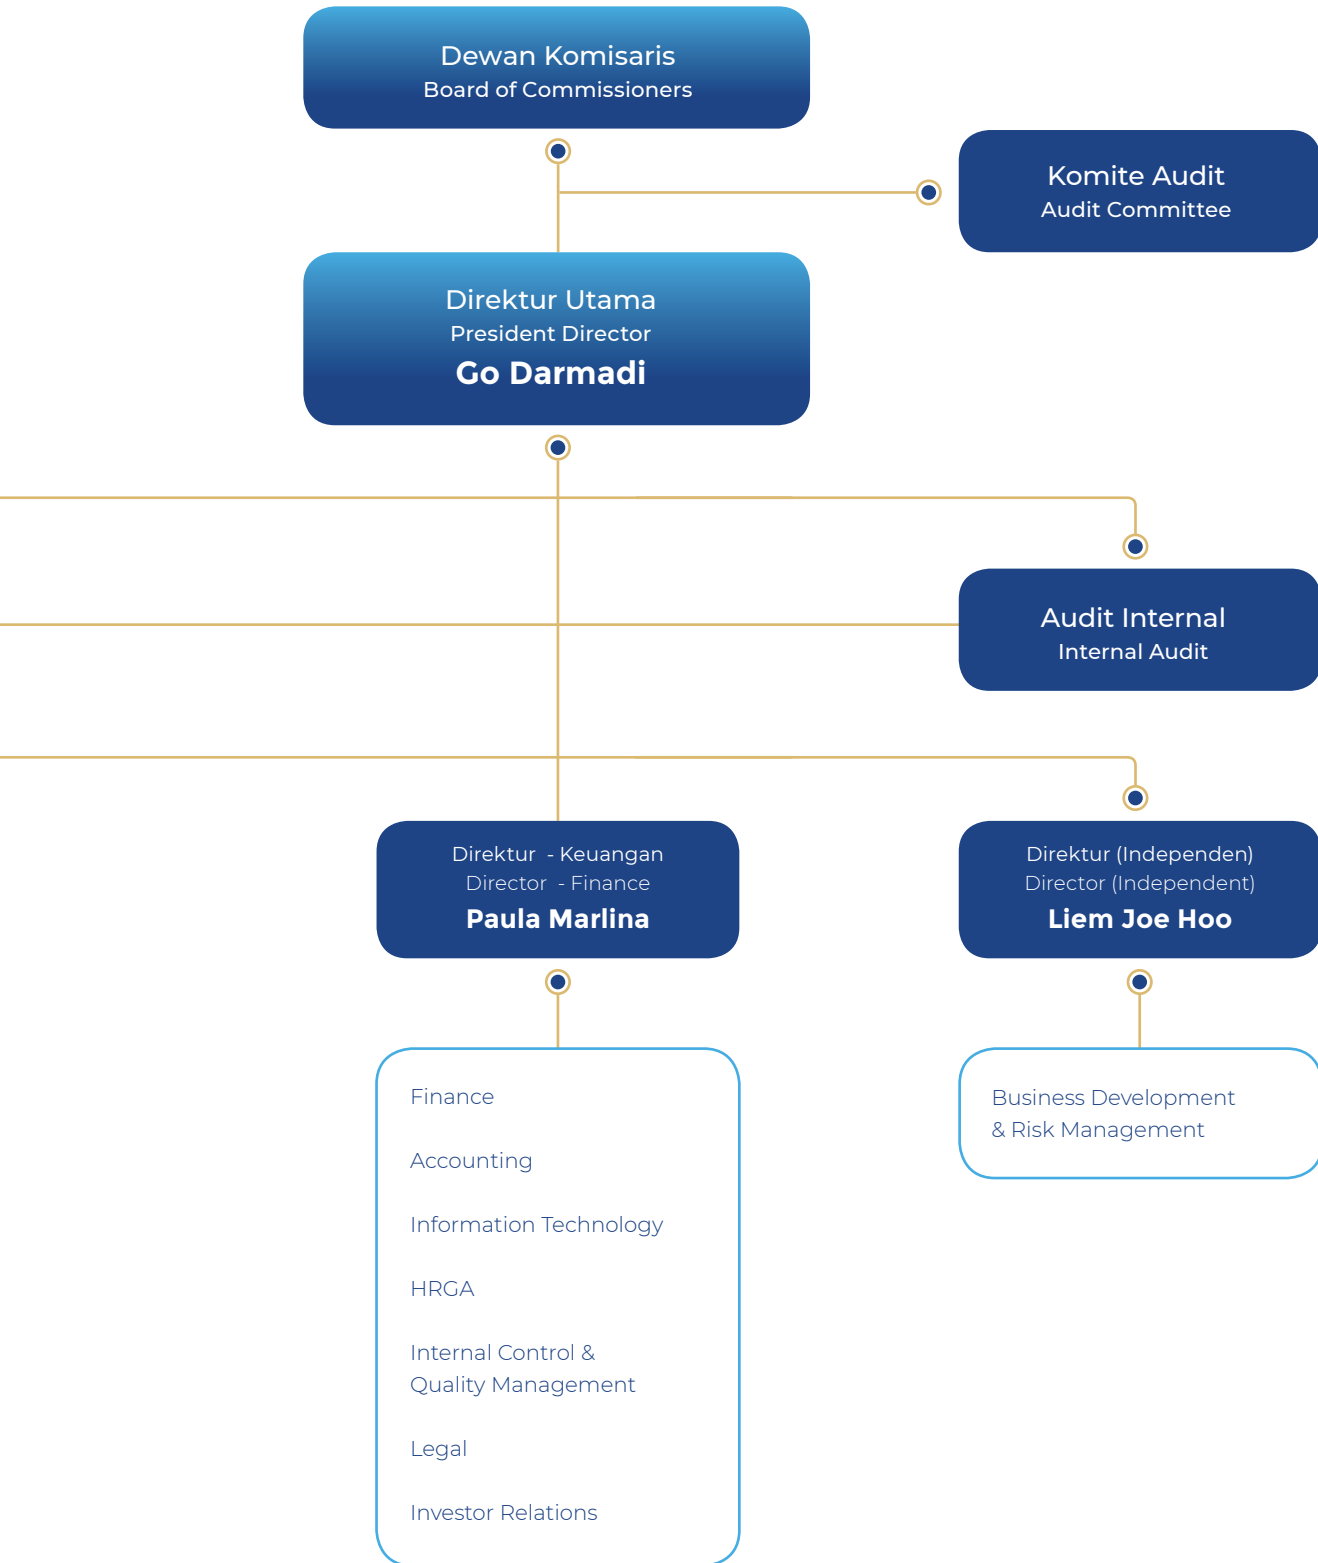 Dewan Komisaris
Board of Commissioners
Komite Audit
Audit Committee
Direktur Utama
President Director
Go Darmadi
Audit Internal
Internal Audit
Direktur - Keuangan
Director - Finance
Paula Marlina
Direktur (Independen)
Director (Independent)
Liem Joe Hoo
Finance
Accounting
Information Technology
HRGA
Internal Control &
Quality Management
Legal
Investor Relations
Business Development
& Risk Management